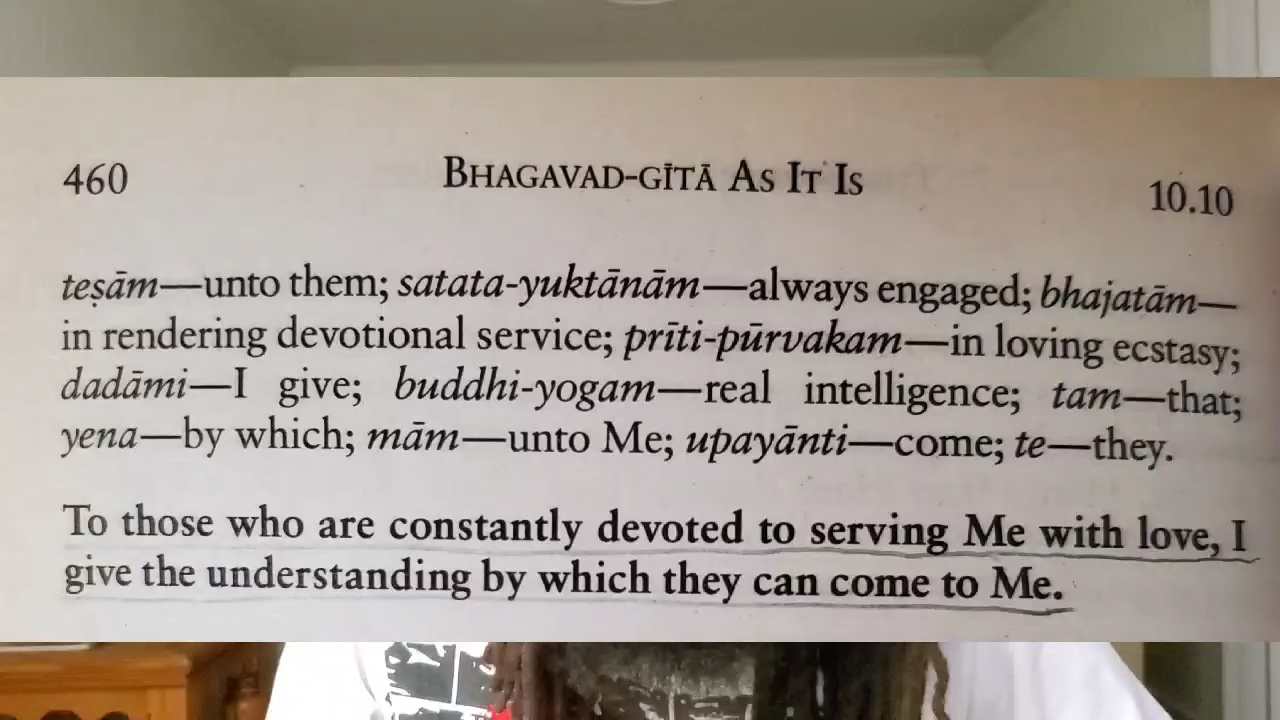 460 BHAGAVAD-GĪTĀ AS IT IS 10.10
teṣām—unto them; satata-yuktānām—always engaged; bhajatām—
in rendering devotional service; prīti-pūrvakam—in loving ecstasy;
dadāmi—I give; buddhi-yogam—real intelligence; tam—that;
yena—by which; mām—unto Me; upayānti—come; te—they.
To those who are constantly devoted to serving Me with love, I
give the understanding by which they can come to Me.